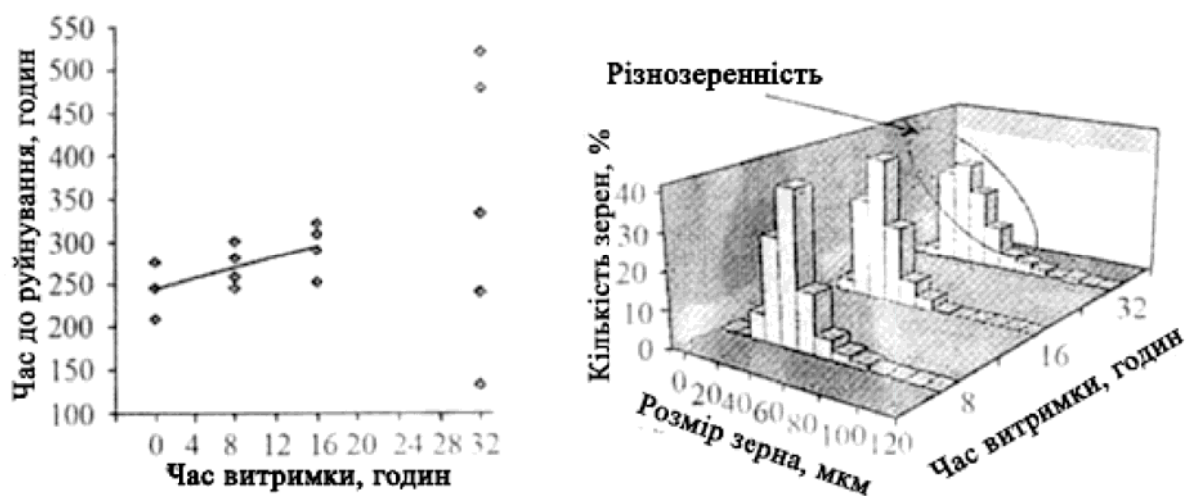 550
500
450
400
350
300
250
200
150
100
Час до руйнування, годин
0 4 8 12 16 20 24 28 32
Час витримки, годин
Різнозеренність
Кількість зерен, %
40
30
20
10
0
0 20 40 60 80 100 120
Розмір зерна, мкм
8 16 32
Час витримки, годин